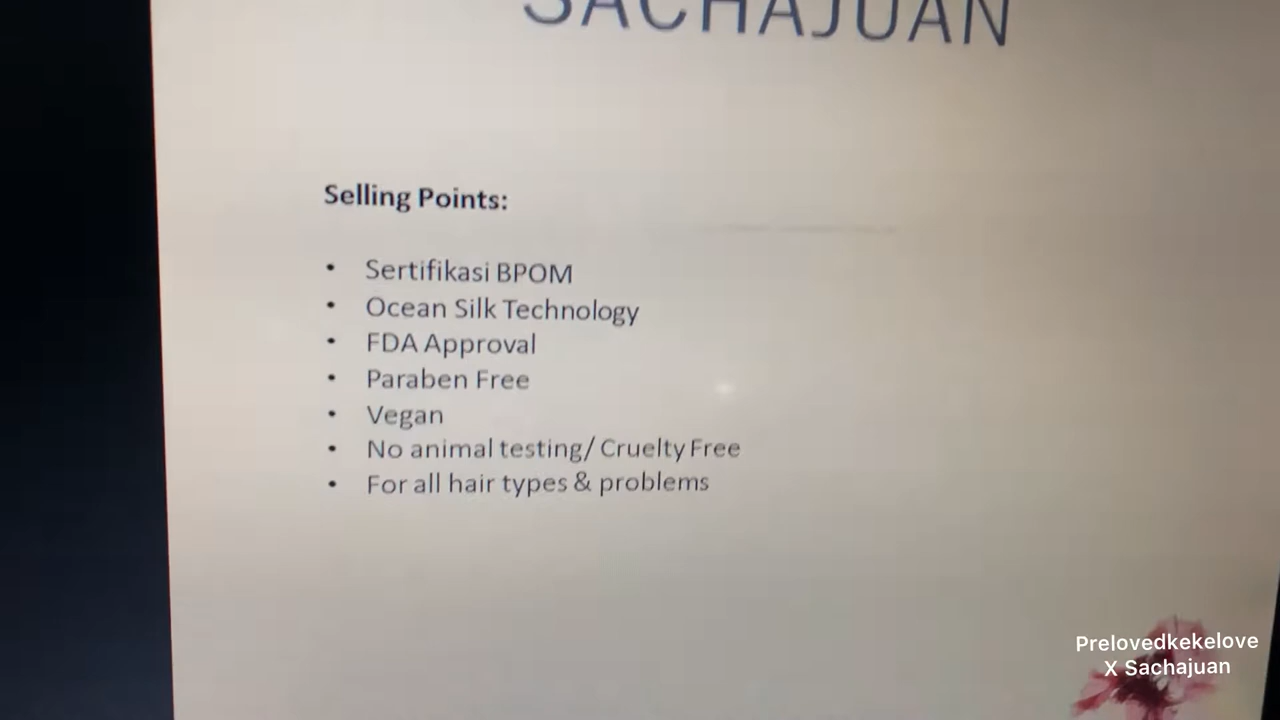 SACHAJUAN
Selling Points:
• Sertifikasi BPOM
• Ocean Silk Technology
• FDA Approval
• Paraben Free
• Vegan
• No animal testing/ Cruelty Free
• For all hair types & problems
Prelovedkekelove
X Sachajuan